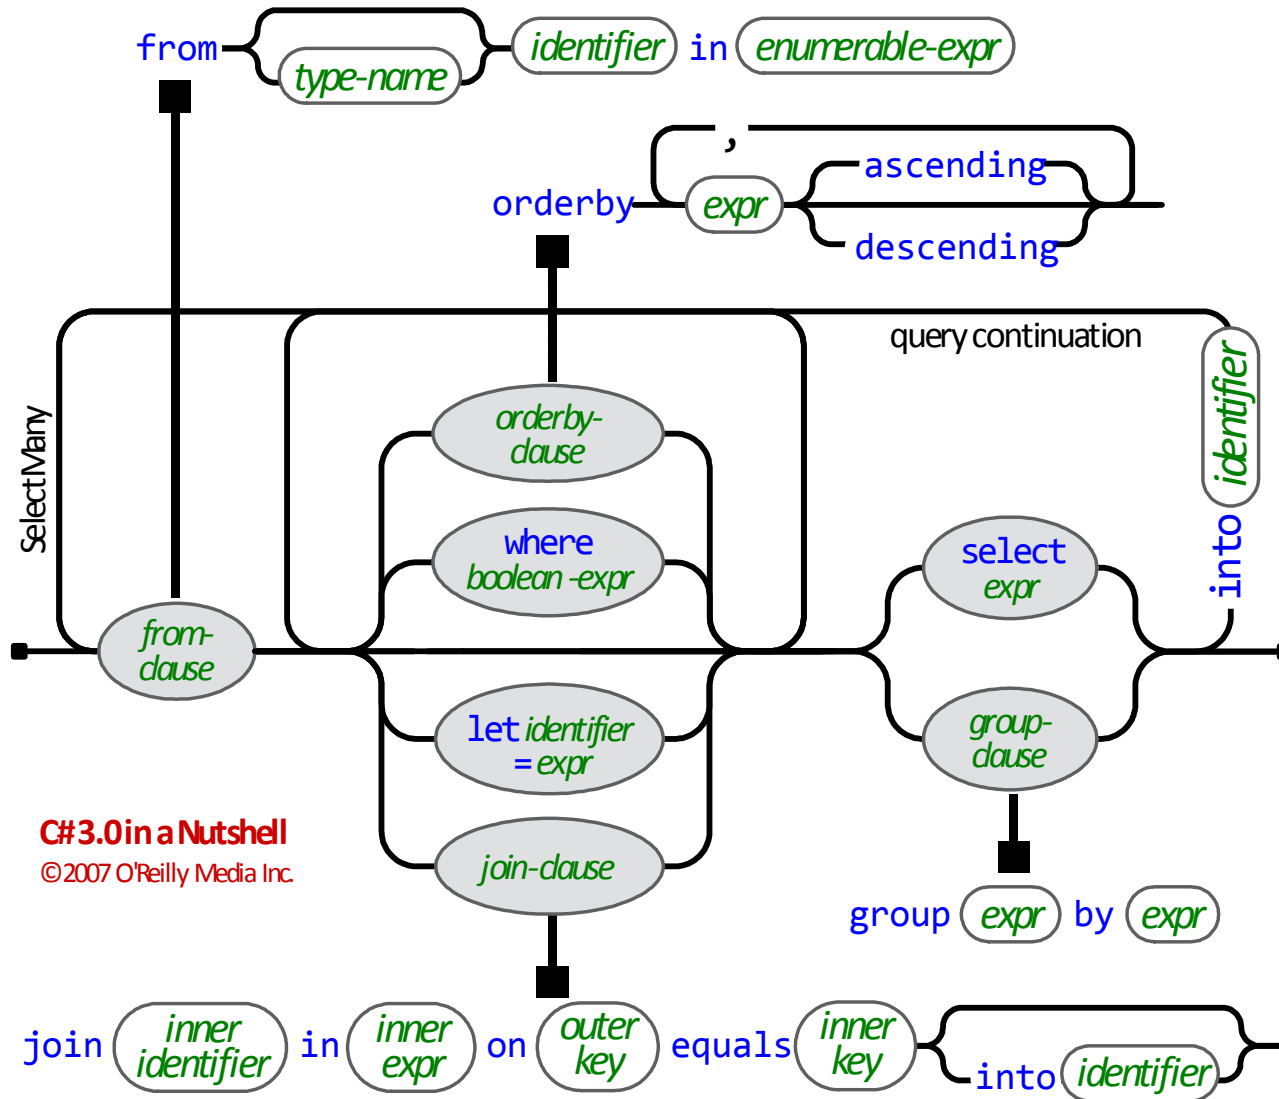 from type-name identifier in enumerable-expr
,
orderby expr ascending
descending
query continuation
SelectMany
identifier
into
orderby-
clause
where
boolean -expr
select
expr
from-
clause
let identifier
= expr
group-
clause
join-clause
C# 3.0 in a Nutshell
©2007 O'Reilly Media Inc.
group expr by expr
join inner identifier in inner expr on outer key equals inner key into identifier